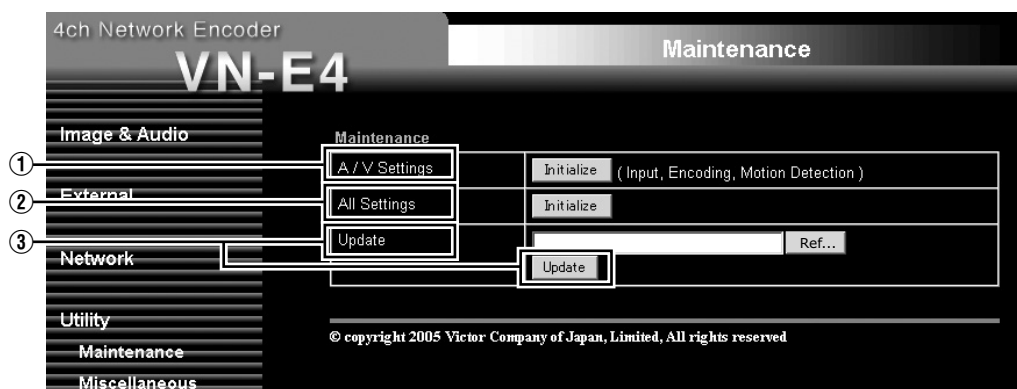 4ch Network Encoder
VN-E4
Maintenance
Image & Audio
External
Network
Utility
Maintenance
Miscellaneous
Maintenance
① A / V Settings Initialize ( Input, Encoding, Motion Detection )
② All Settings Initialize
③ Update Ref...
Update
© copyright 2005 Victor Company of Japan, Limited, All rights reserved